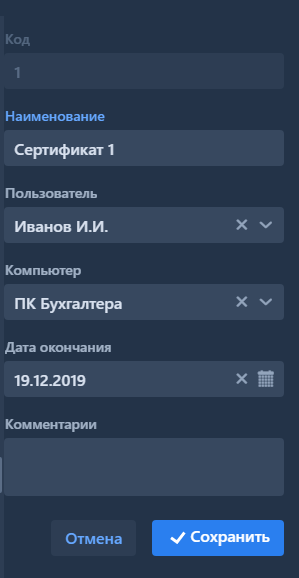 Код
1
Наименование
Сертификат 1
Пользователь
Иванов И.И.
Компьютер
ПК Бухгалтера
Дата окончания
19.12.2019
Комментарии
Отмена
Сохранить